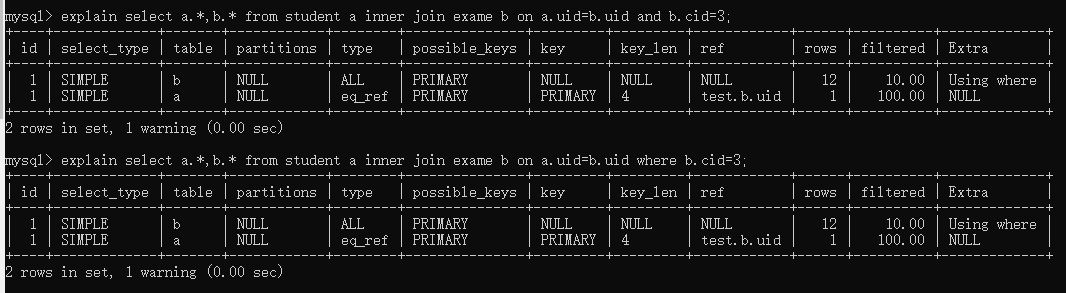 mysql> explain select a.*,b.* from student a inner join exame b on a.uid=b.uid and b.cid=3;
+----+-------------+-------+------------+--------+---------------+---------+---------+------------+------+----------+-------------+
| id | select_type | table | partitions | type | possible_keys | key | key_len | ref | rows | filtered | Extra |
+----+-------------+-------+------------+--------+---------------+---------+---------+------------+------+----------+-------------+
| 1 | SIMPLE | b | NULL | ALL | PRIMARY | NULL | NULL | NULL | 12 | 10.00 | Using where |
| 1 | SIMPLE | a | NULL | eq_ref | PRIMARY | PRIMARY | 4 | test.b.uid | 1 | 100.00 | NULL |
+----+-------------+-------+------------+--------+---------------+---------+---------+------------+------+----------+-------------+
2 rows in set, 1 warning (0.00 sec)
mysql> explain select a.*,b.* from student a inner join exame b on a.uid=b.uid where b.cid=3;
+----+-------------+-------+------------+--------+---------------+---------+---------+------------+------+----------+-------------+
| id | select_type | table | partitions | type | possible_keys | key | key_len | ref | rows | filtered | Extra |
+----+-------------+-------+------------+--------+---------------+---------+---------+------------+------+----------+-------------+
| 1 | SIMPLE | b | NULL | ALL | PRIMARY | NULL | NULL | NULL | 12 | 10.00 | Using where |
| 1 | SIMPLE | a | NULL | eq_ref | PRIMARY | PRIMARY | 4 | test.b.uid | 1 | 100.00 | NULL |
+----+-------------+-------+------------+--------+---------------+---------+---------+------------+------+----------+-------------+
2 rows in set, 1 warning (0.00 sec)